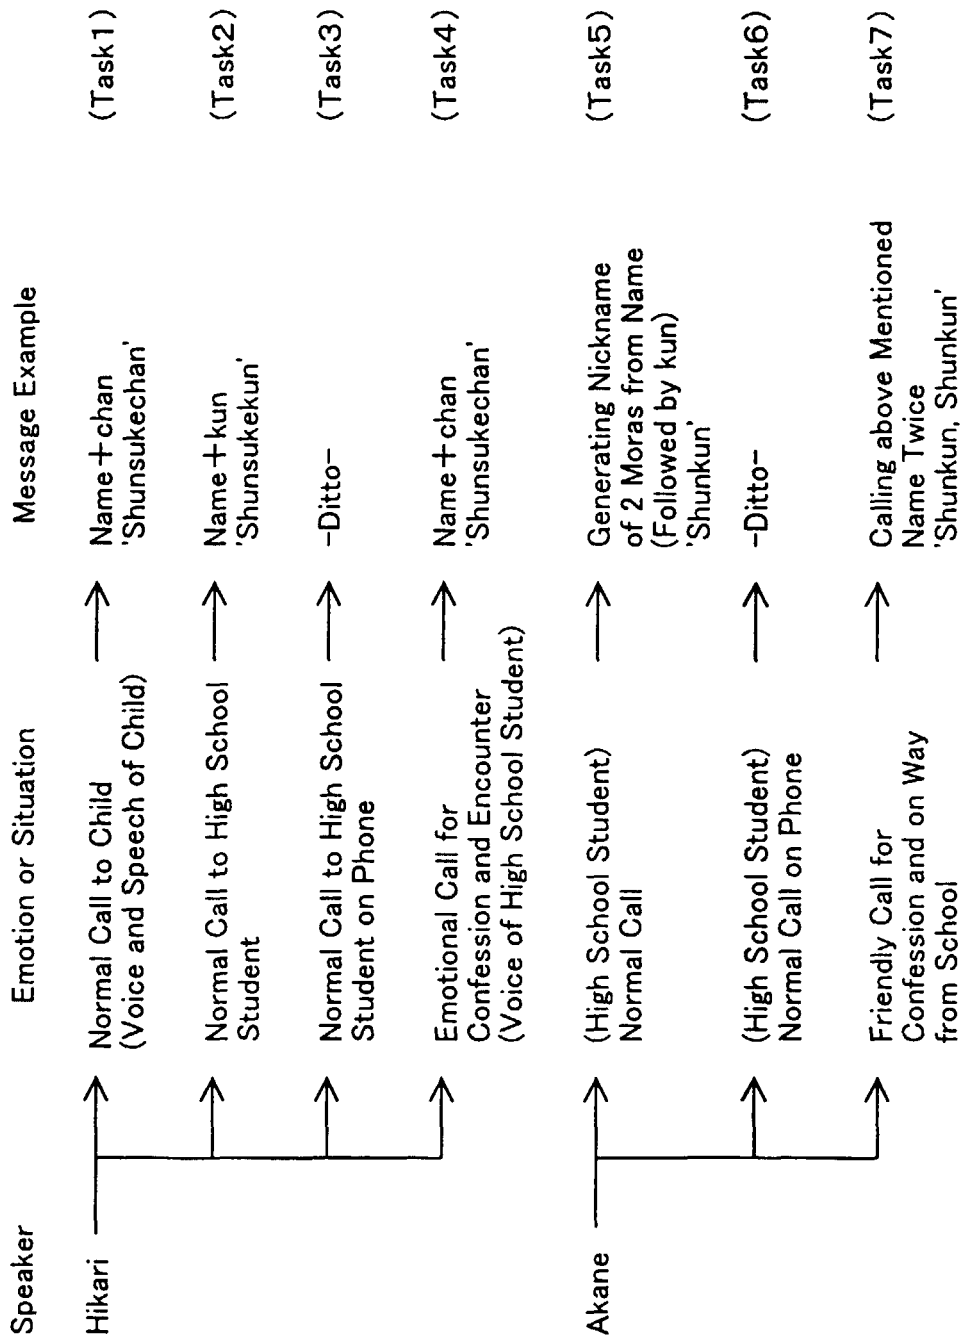 Speaker
Emotion or Situation
Message Example
Hikari
Normal Call to Child
(Voice and Speech of Child)
Name+chan
'Shunsukechan'
(Task1)
Normal Call to High School
Student
Name+kun
'Shunsukekun'
(Task2)
Normal Call to High School
Student on Phone
-Ditto-
(Task3)
Emotional Call for
Confession and Encounter
(Voice of High School Student)
Name+chan
'Shunsukechan'
(Task4)
Akane
(High School Student)
Normal Call
Generating Nickname
of 2 Moras from Name
(Followed by kun)
'Shunkun'
(Task5)
(High School Student)
Normal Call on Phone
-Ditto-
(Task6)
Friendly Call for
Confession and on Way
from School
Calling above Mentioned
Name Twice
'Shunkun, Shunkun'
(Task7)